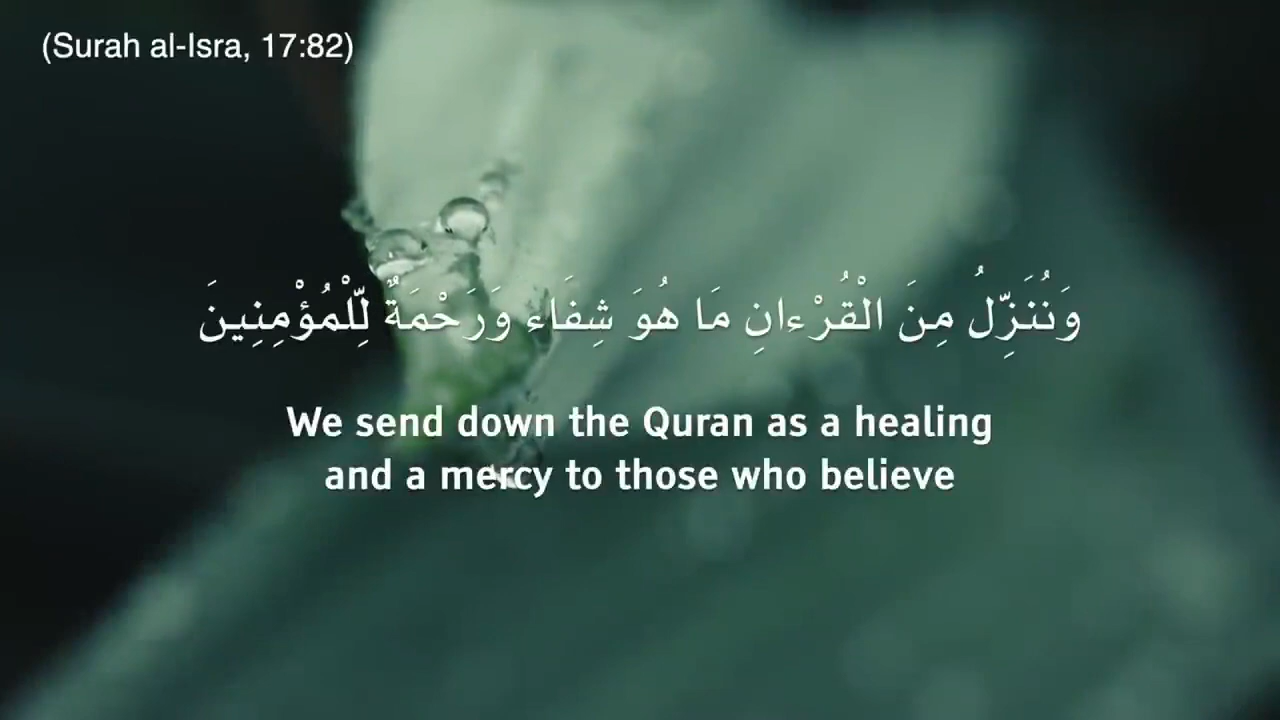 (Surah al-Isra, 17:82)
وَنُنَزِّلُ مِنَ الْقُرْءانِ مَا هُوَ شِفَاء وَرَحْمَةٌ لِّلْمُؤْمِنِينَ
We send down the Quran as a healing
and a mercy to those who believe